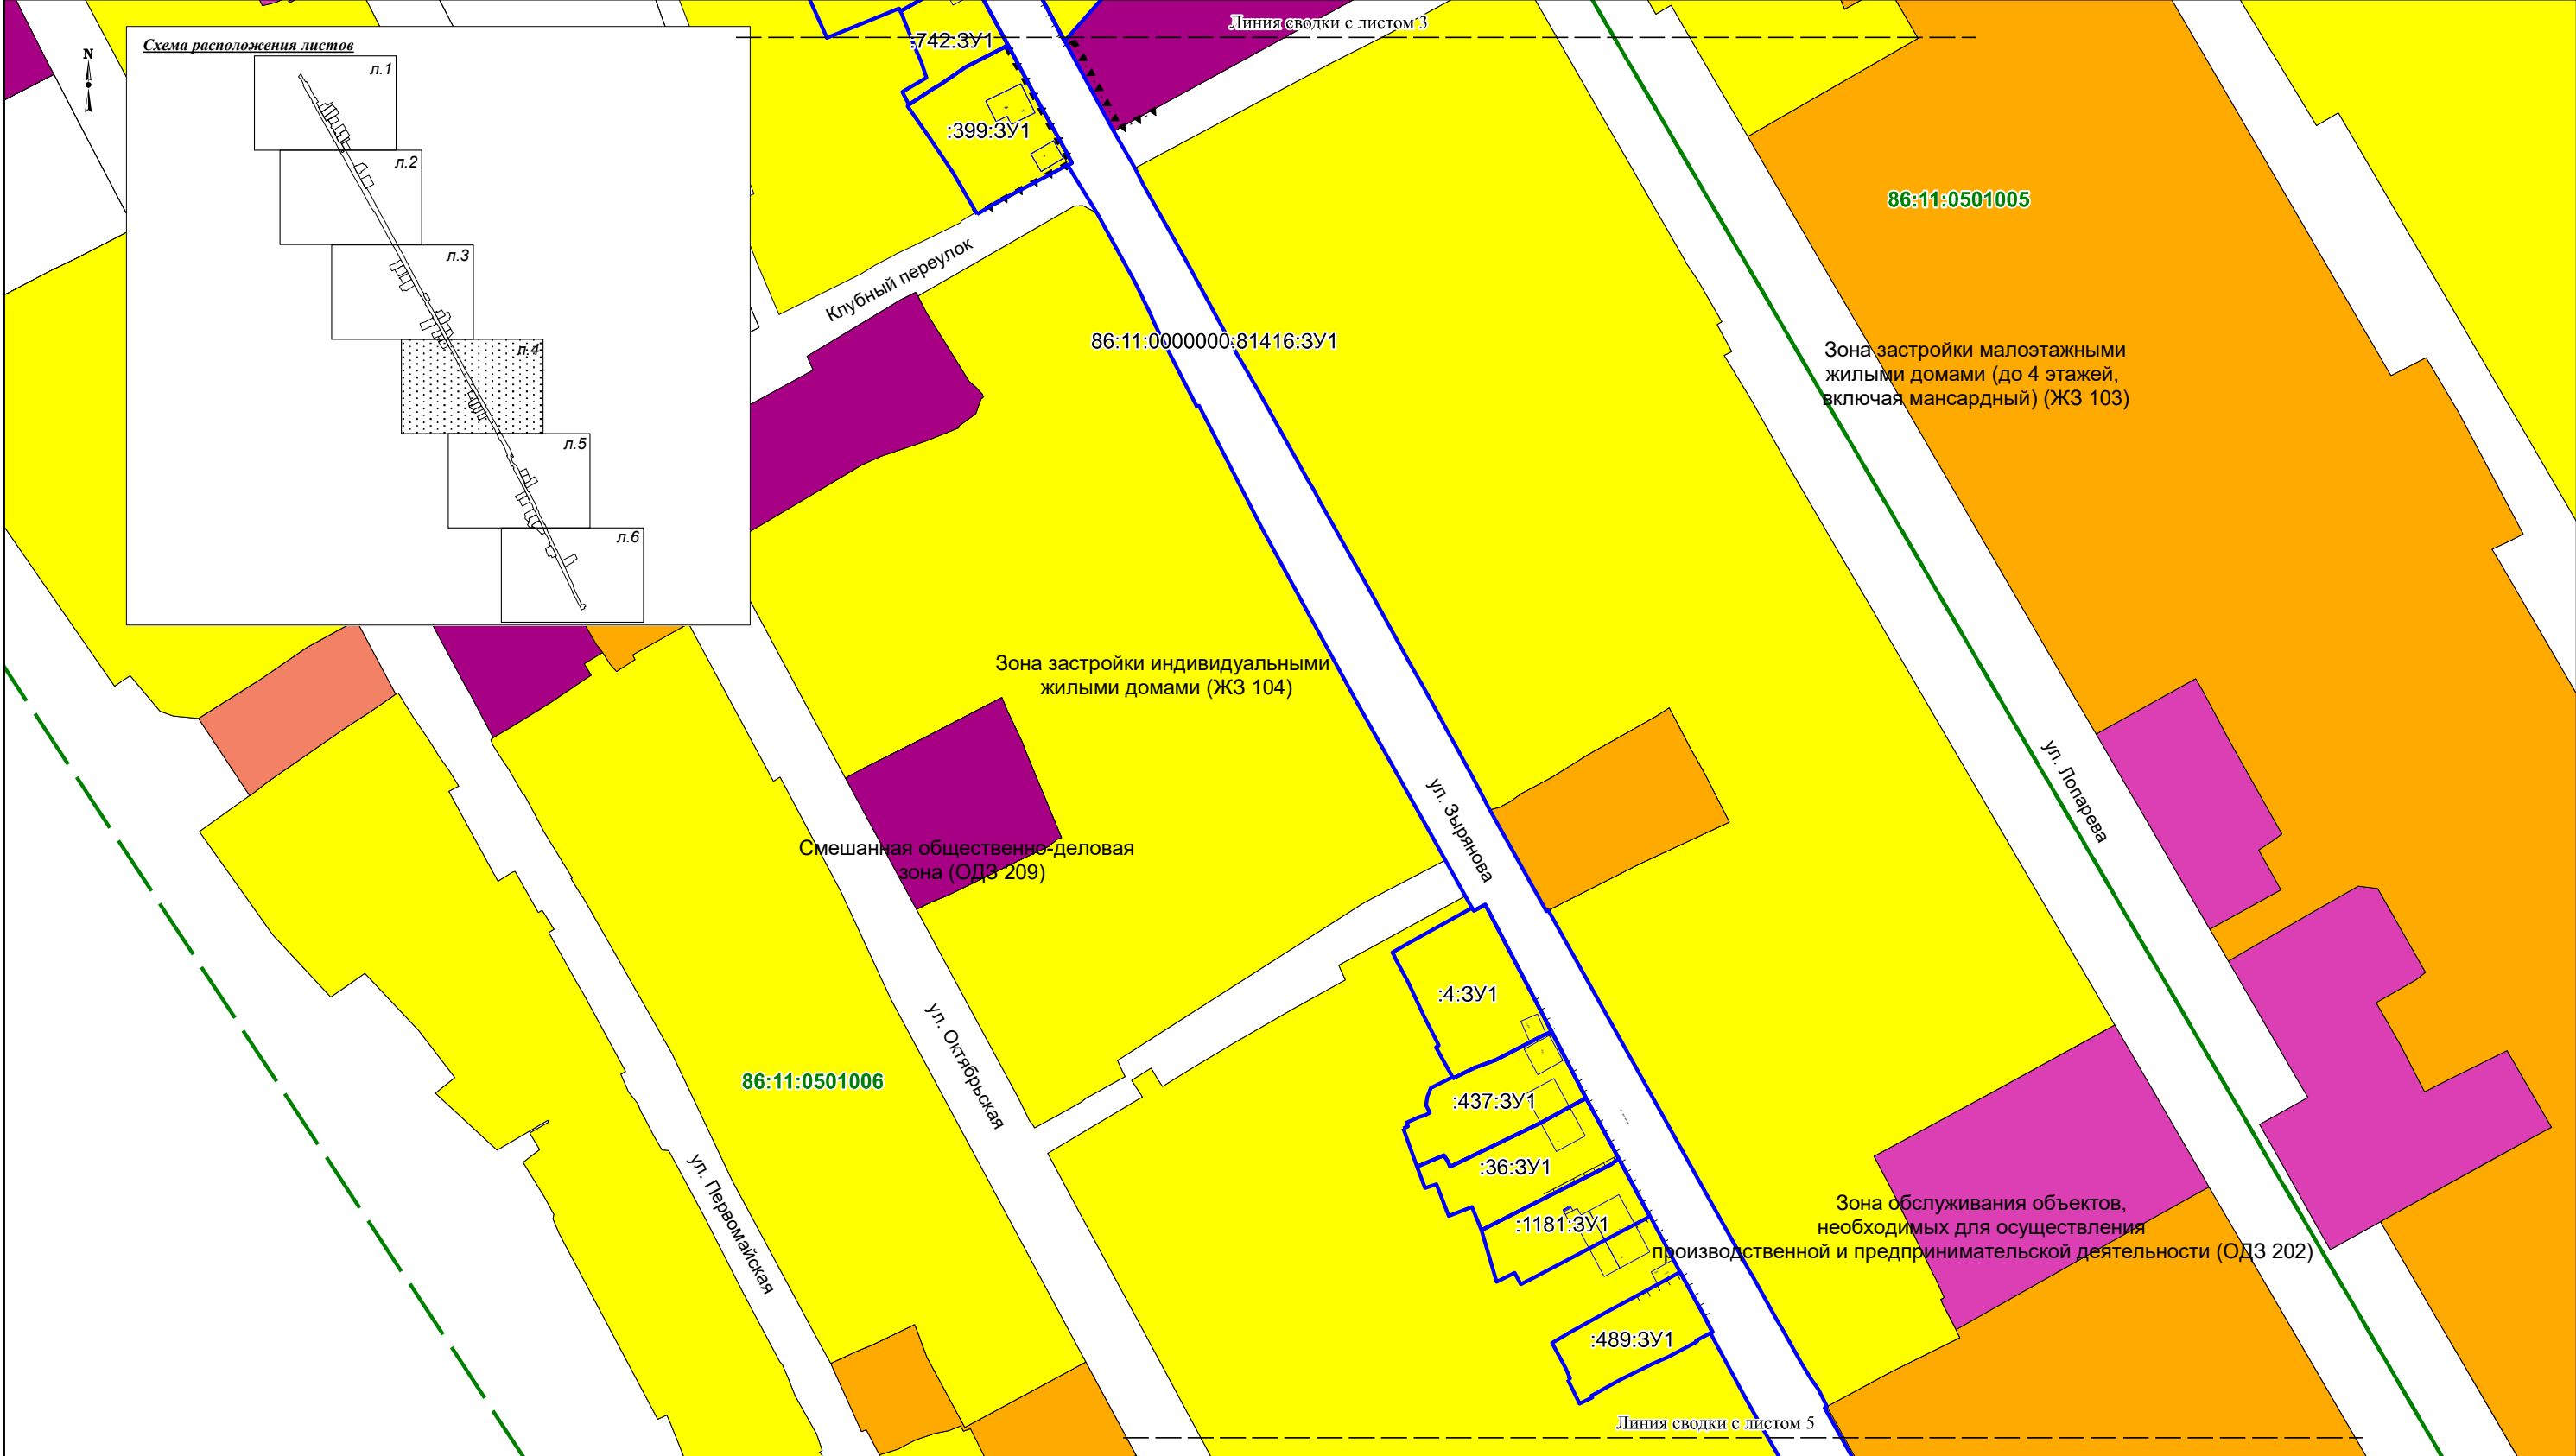 Линия сводки с листом 3
Схема расположения листов
N
л.1
л.2
л.3
л.4
л.5
л.6
:742:ЗУ1
:399:ЗУ1
86:11:0501005
Клубный переулок
86:11:0000000:81416:ЗУ1
Зона застройки малоэтажными
жилыми домами (до 4 этажей,
включая мансардный) (ЖЗ 103)
Зона застройки индивидуальными
жилыми домами (ЖЗ 104)
ул. Лопарева
ул. Зырянова
Смешанная общественно-деловая
зона (ОДЗ 209)
:4:ЗУ1
ул. Октябрьская
86:11:0501006
:437:ЗУ1
:36:ЗУ1
ул. Первомайская
:1181:ЗУ1
Зона обслуживания объектов,
необходимых для осуществления
производственной и предпринимательской деятельности (ОДЗ 202)
:489:ЗУ1
Линия сводки с листом 5